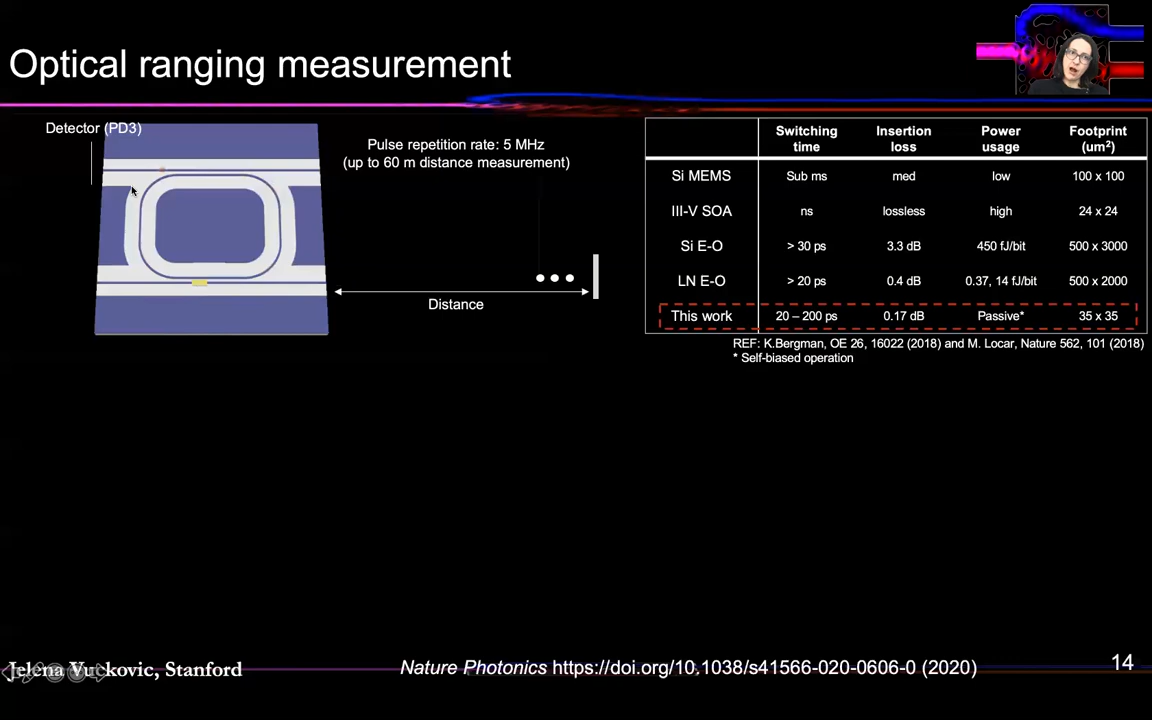 Optical ranging measurement
Detector (PD3)
Pulse repetition rate: 5 MHz
(up to 60 m distance measurement)
Distance
Switching time Insertion loss Power usage Footprint (um²)
Si MEMS Sub ms med low 100 x 100
III-V SOA ns lossless high 24 x 24
Si E-O > 30 ps 3.3 dB 450 fJ/bit 500 x 3000
LN E-O > 20 ps 0.4 dB 0.37, 14 fJ/bit 500 x 2000
This work 20 – 200 ps 0.17 dB Passive* 35 x 35
REF: K.Bergman, OE 26, 16022 (2018) and M. Locar, Nature 562, 101 (2018)
* Self-biased operation
Jelena Vuckovic, Stanford
Nature Photonics https://doi.org/10.1038/s41566-020-0606-0 (2020)
14